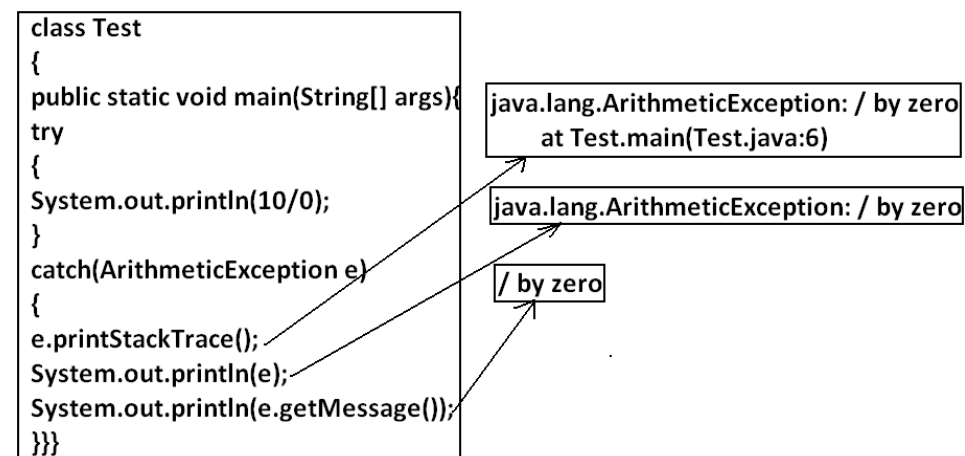 class Test
{
public static void main(String[] args){
try
{
System.out.println(10/0);
}
catch(ArithmeticException e)
{
e.printStackTrace();
System.out.println(e);
System.out.println(e.getMessage());
}}}
java.lang.ArithmeticException: / by zero
at Test.main(Test.java:6)
java.lang.ArithmeticException: / by zero
/ by zero